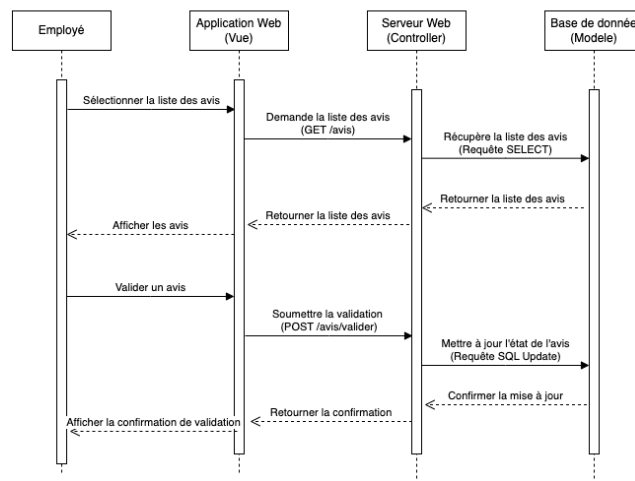 Employé
Application Web
(Vue)
Serveur Web
(Controller)
Base de donnée
(Modele)
Sélectionner la liste des avis
Demande la liste des avis
(GET /avis)
Récupère la liste des avis
(Requête SELECT)
Retourner la liste des avis
Retourner la liste des avis
Afficher les avis
Valider un avis
Soumettre la validation
(POST /avis/valider)
Mettre à jour l'état de l'avis
(Requête SQL Update)
Confirmer la mise à jour
Retourner la confirmation
Afficher la confirmation de validation